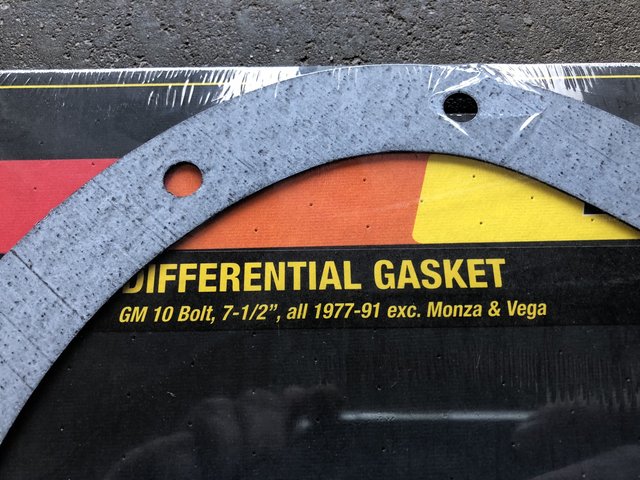 DIFFERENTIAL GASKET
GM 10 Bolt, 7-1/2”, all 1977-91 exc. Monza & Vega